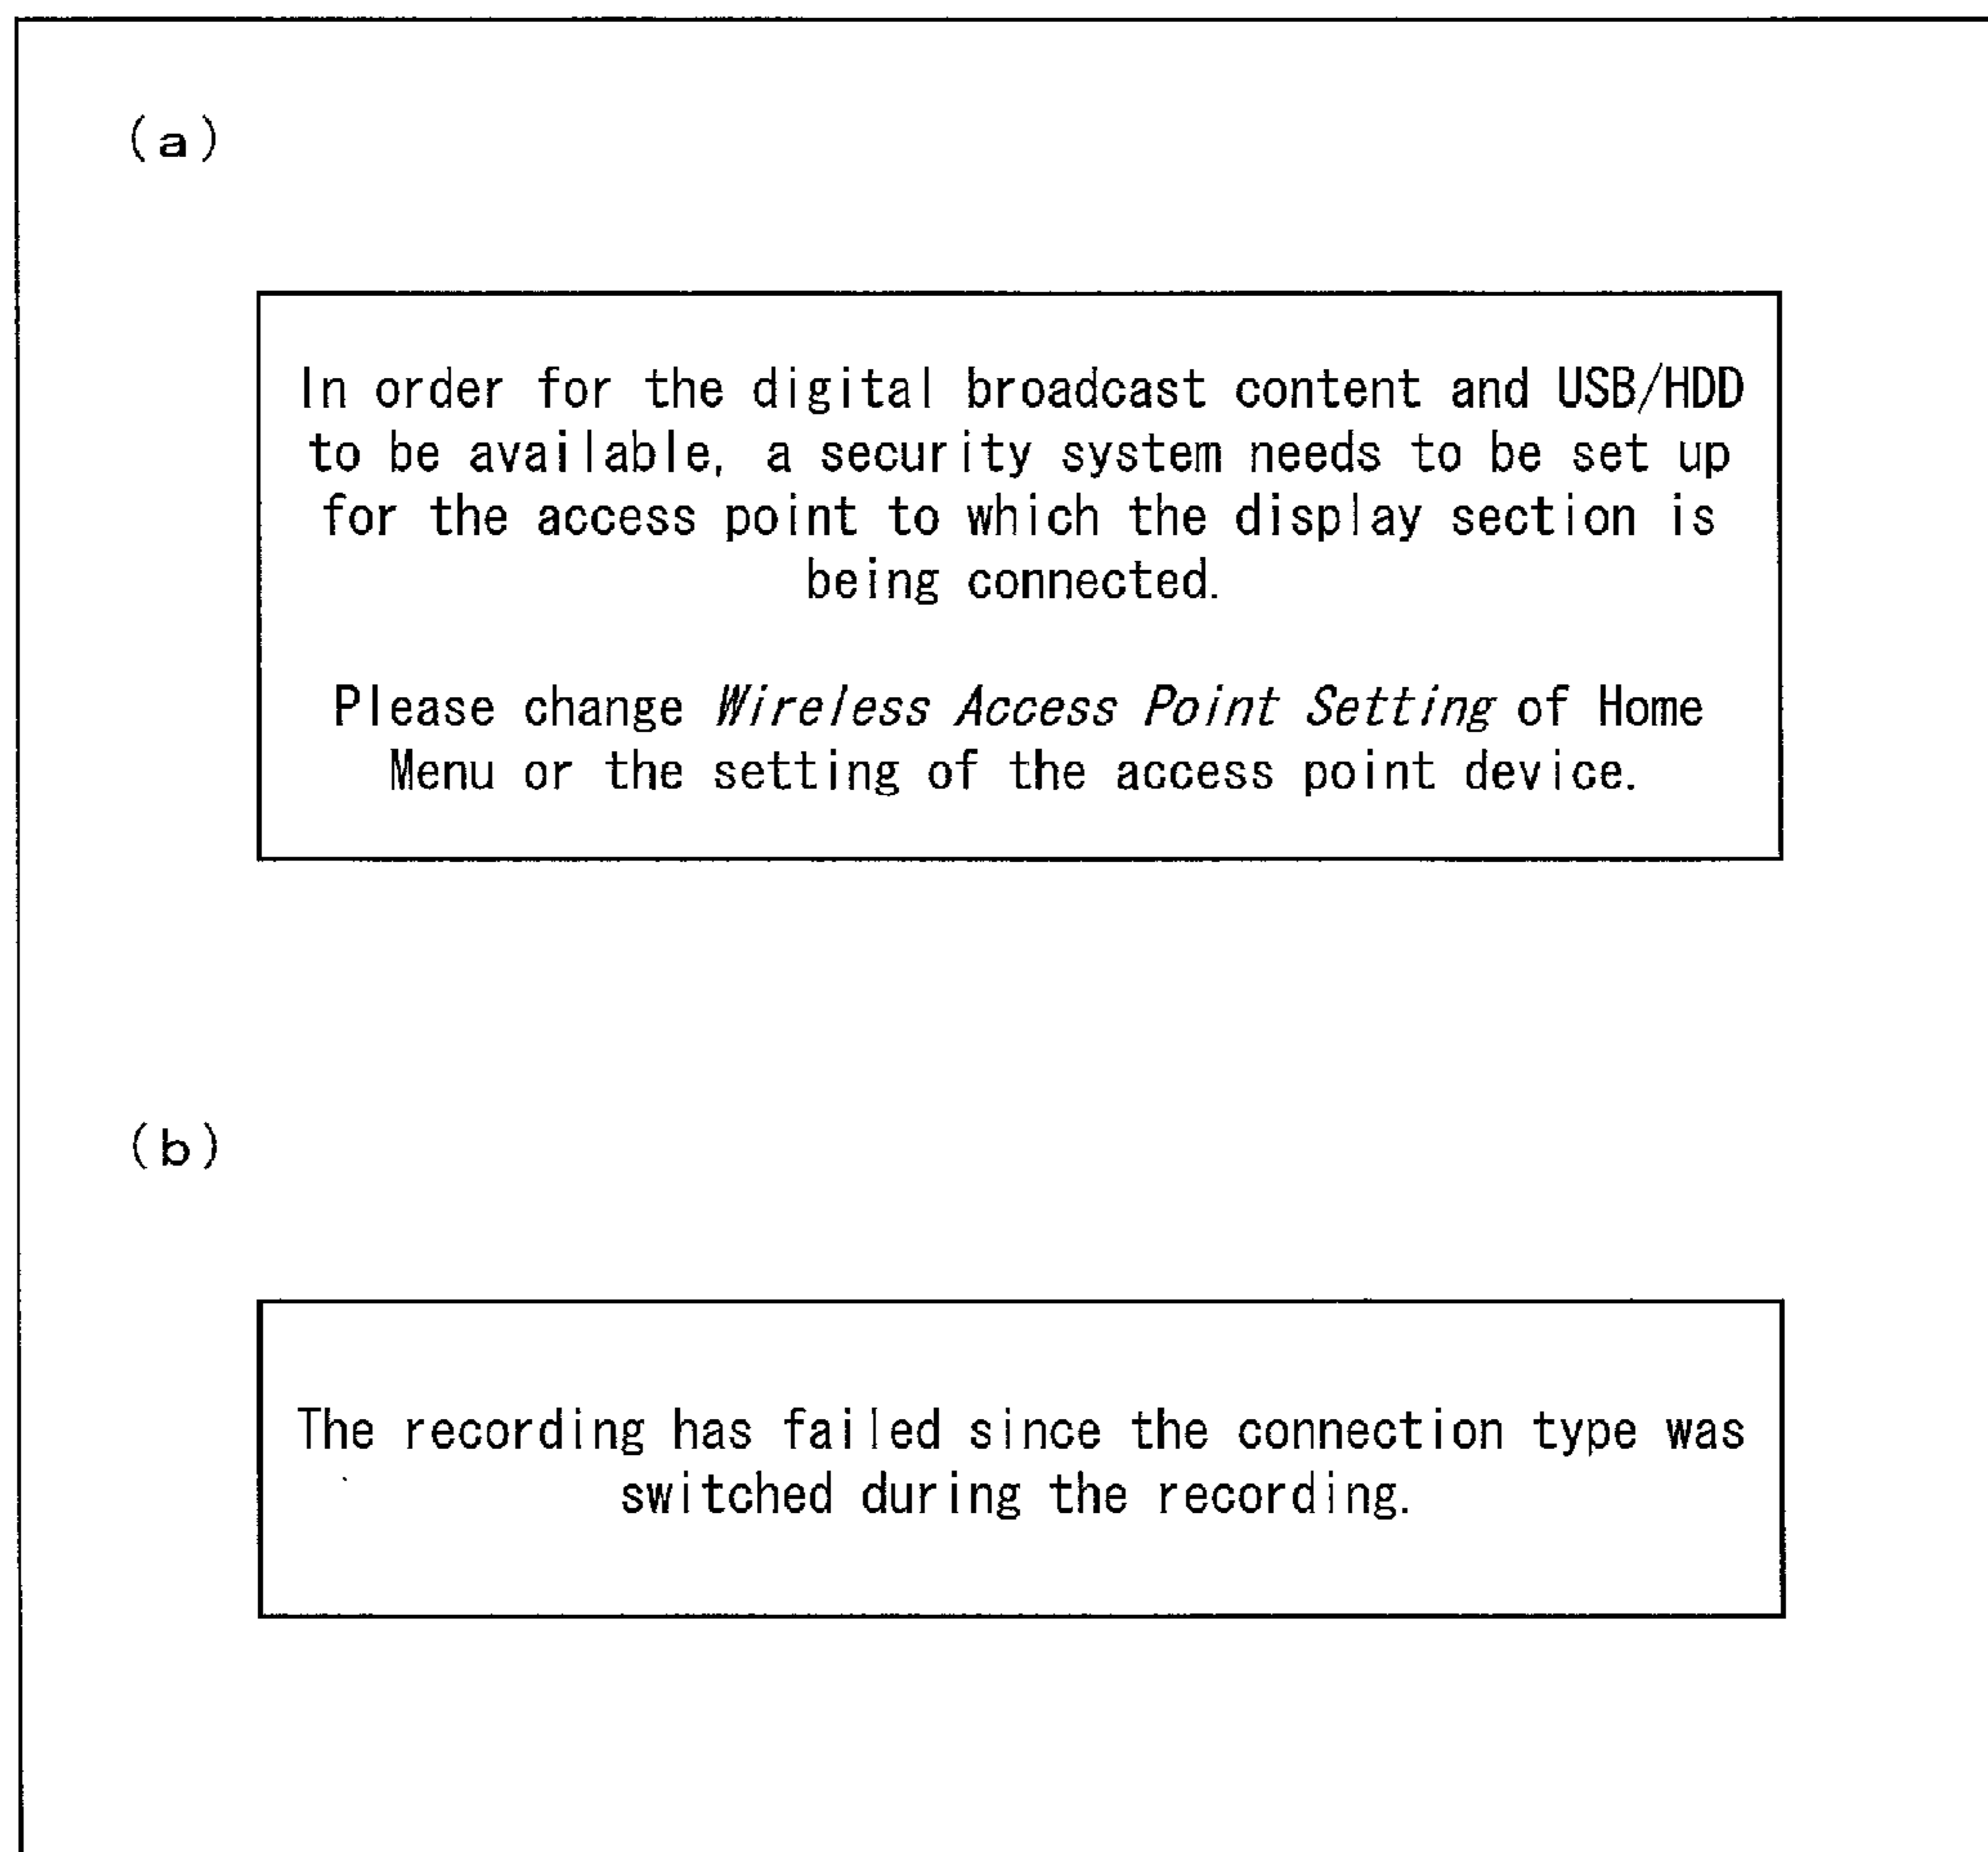 (a)
In order for the digital broadcast content and USB/HDD
to be available, a security system needs to be set up
for the access point to which the display section is
being connected.
Please change Wireless Access Point Setting of Home
Menu or the setting of the access point device.
(b)
The recording has failed since the connection type was
switched during the recording.